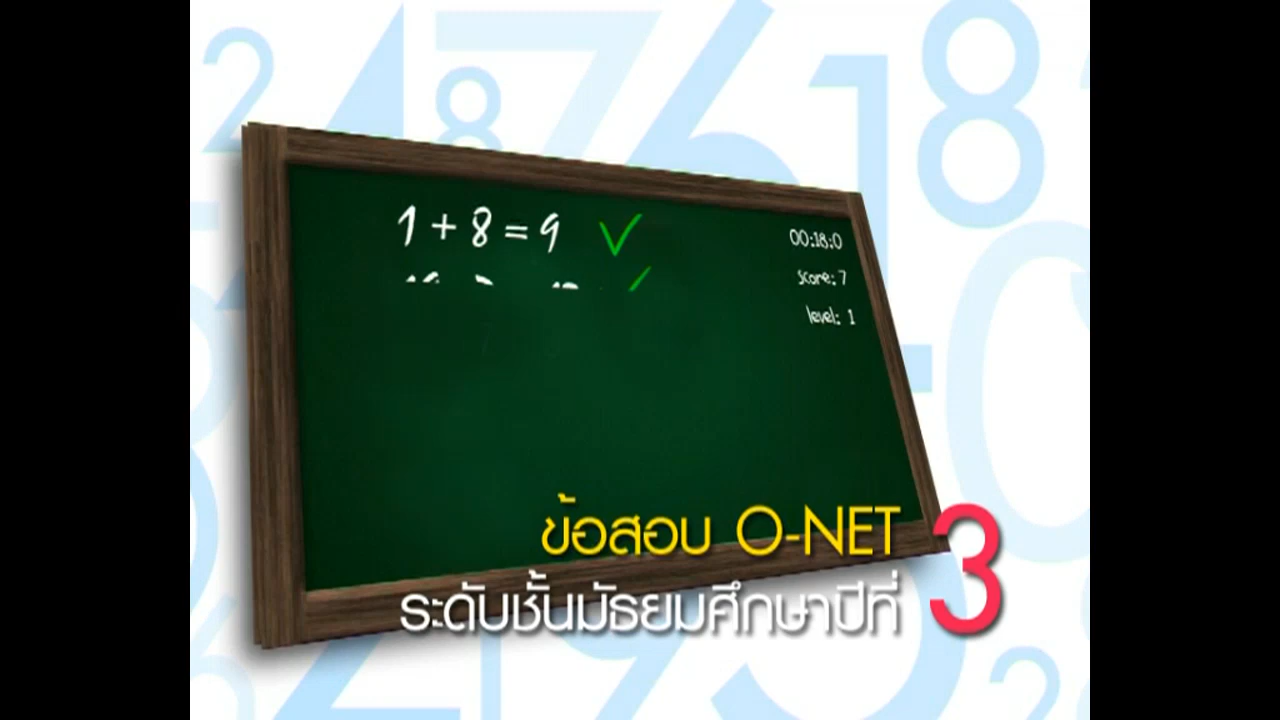 1 + 8 = 9 ✓
00:18:0
score: 7
level: 1
ข้อสอบ O-NET
ระดับชั้นมัธยมศึกษาปีที่ 3